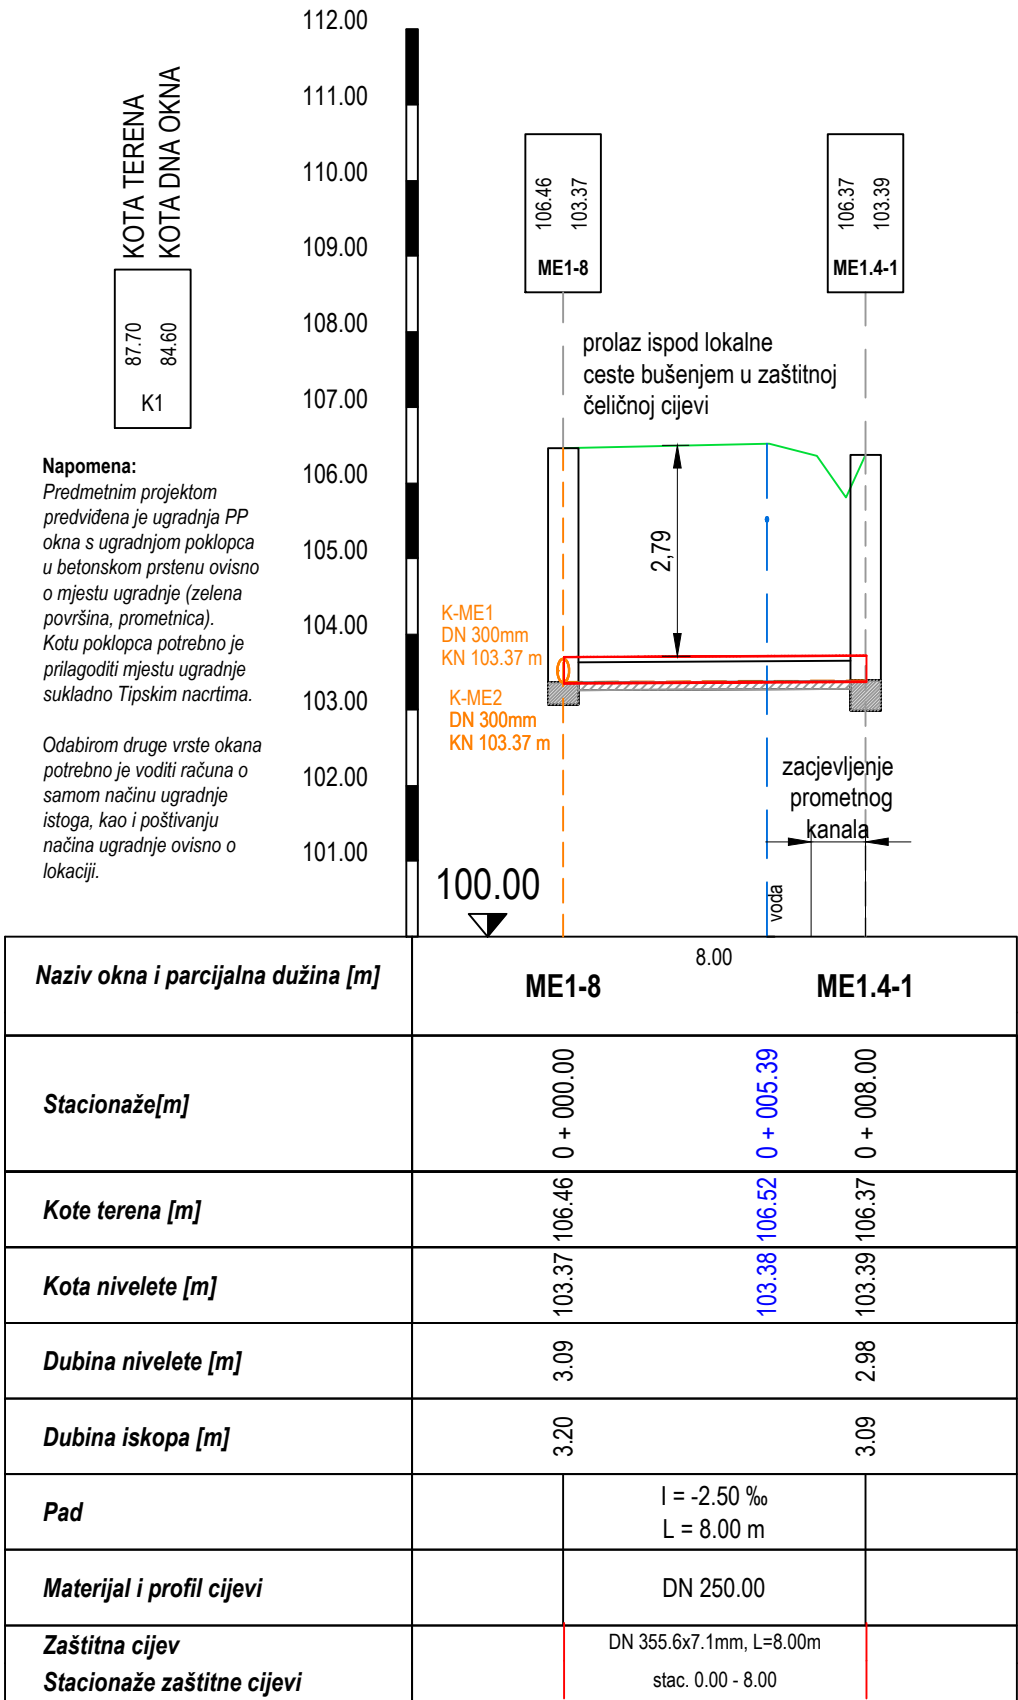 112.00
111.00
110.00
109.00
108.00
107.00
106.00
105.00
104.00
103.00
102.00
101.00
100.00
KOTA TERENA
KOTA DNA OKNA
87.70
84.60
K1
Napomena:
Predmetnim projektom
predviđena je ugradnja PP
okna s ugradnjom poklopca
u betonskom prstenu ovisno
o mjestu ugradnje (zelena
površina, prometnica).
Kotu poklopca potrebno je
prilagoditi mjestu ugradnje
sukladno Tipskim nacrtima.
Odabirom druge vrste okana
potrebno je voditi računa o
samom načinu ugradnje
istoga, kao i poštivanju
načina ugradnje ovisno o
lokaciji.
106.46
103.37
ME1-8
106.37
103.39
ME1.4-1
prolaz ispod lokalne
ceste bušenjem u zaštitnoj
čeličnoj cijevi
2,79
K-ME1
DN 300mm
KN 103.37 m
K-ME2
DN 300mm
KN 103.37 m
zacjevljenje
prometnog
kanala
voda
Naziv okna i parcijalna dužina [m]
8.00
ME1-8
ME1.4-1
Stacionaže[m]
0 + 000.00
0 + 005.39
0 + 008.00
Kote terena [m]
106.46
106.52
106.37
Kota nivelete [m]
103.37
103.38
103.39
Dubina nivelete [m]
3.09
2.98
Dubina iskopa [m]
3.20
3.09
Pad
I = -2.50 ‰
L = 8.00 m
Materijal i profil cijevi
DN 250.00
Zaštitna cijev
DN 355.6x7.1mm, L=8.00m
Stacionaže zaštitne cijevi
stac. 0.00 - 8.00